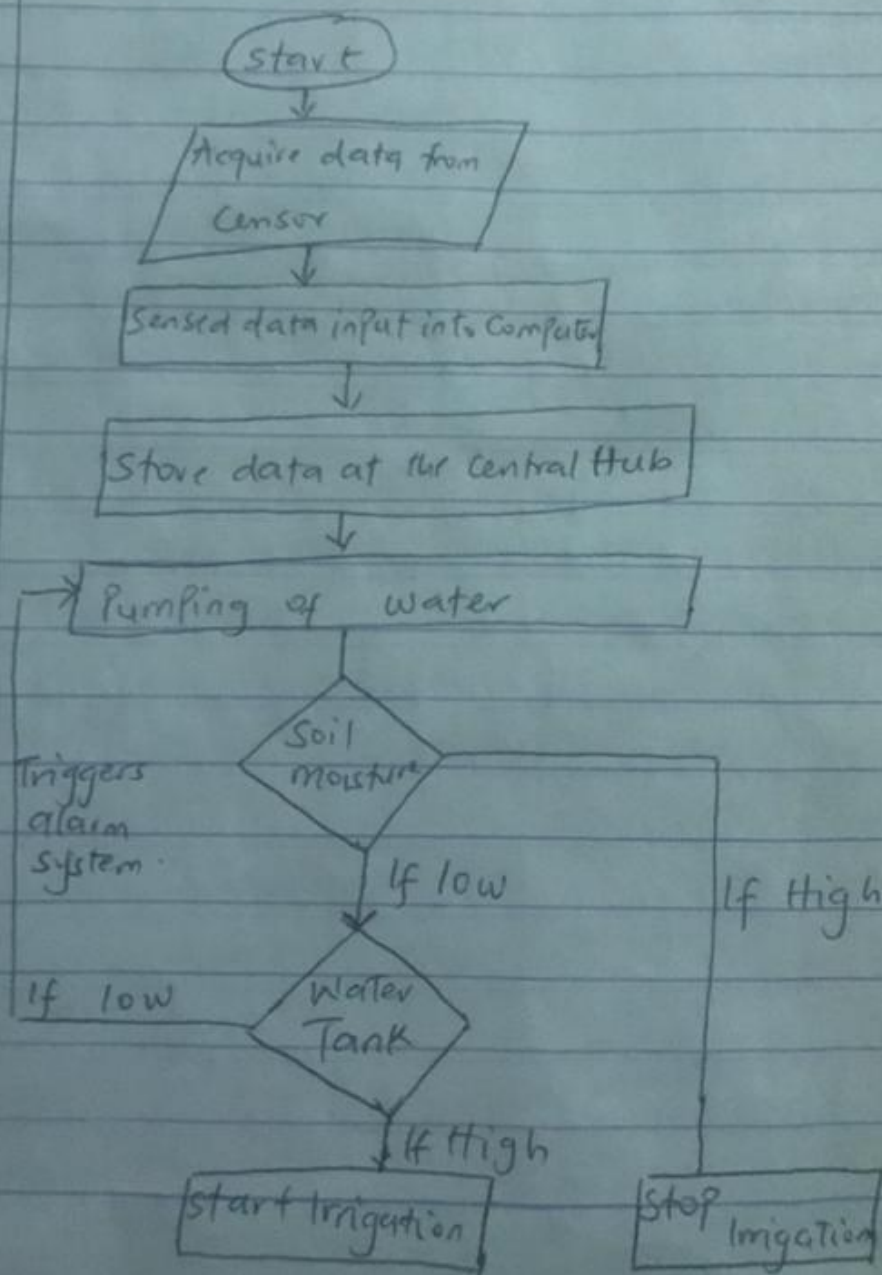 Start
Acquire data from
Censor
Sensed data input into Computer
Store data at the Central Hub
Pumping of water
Soil
moisture
Triggers
alarm
system.
If low
If High
If low
Water
Tank
If High
Start Irrigation
Stop
Irrigation